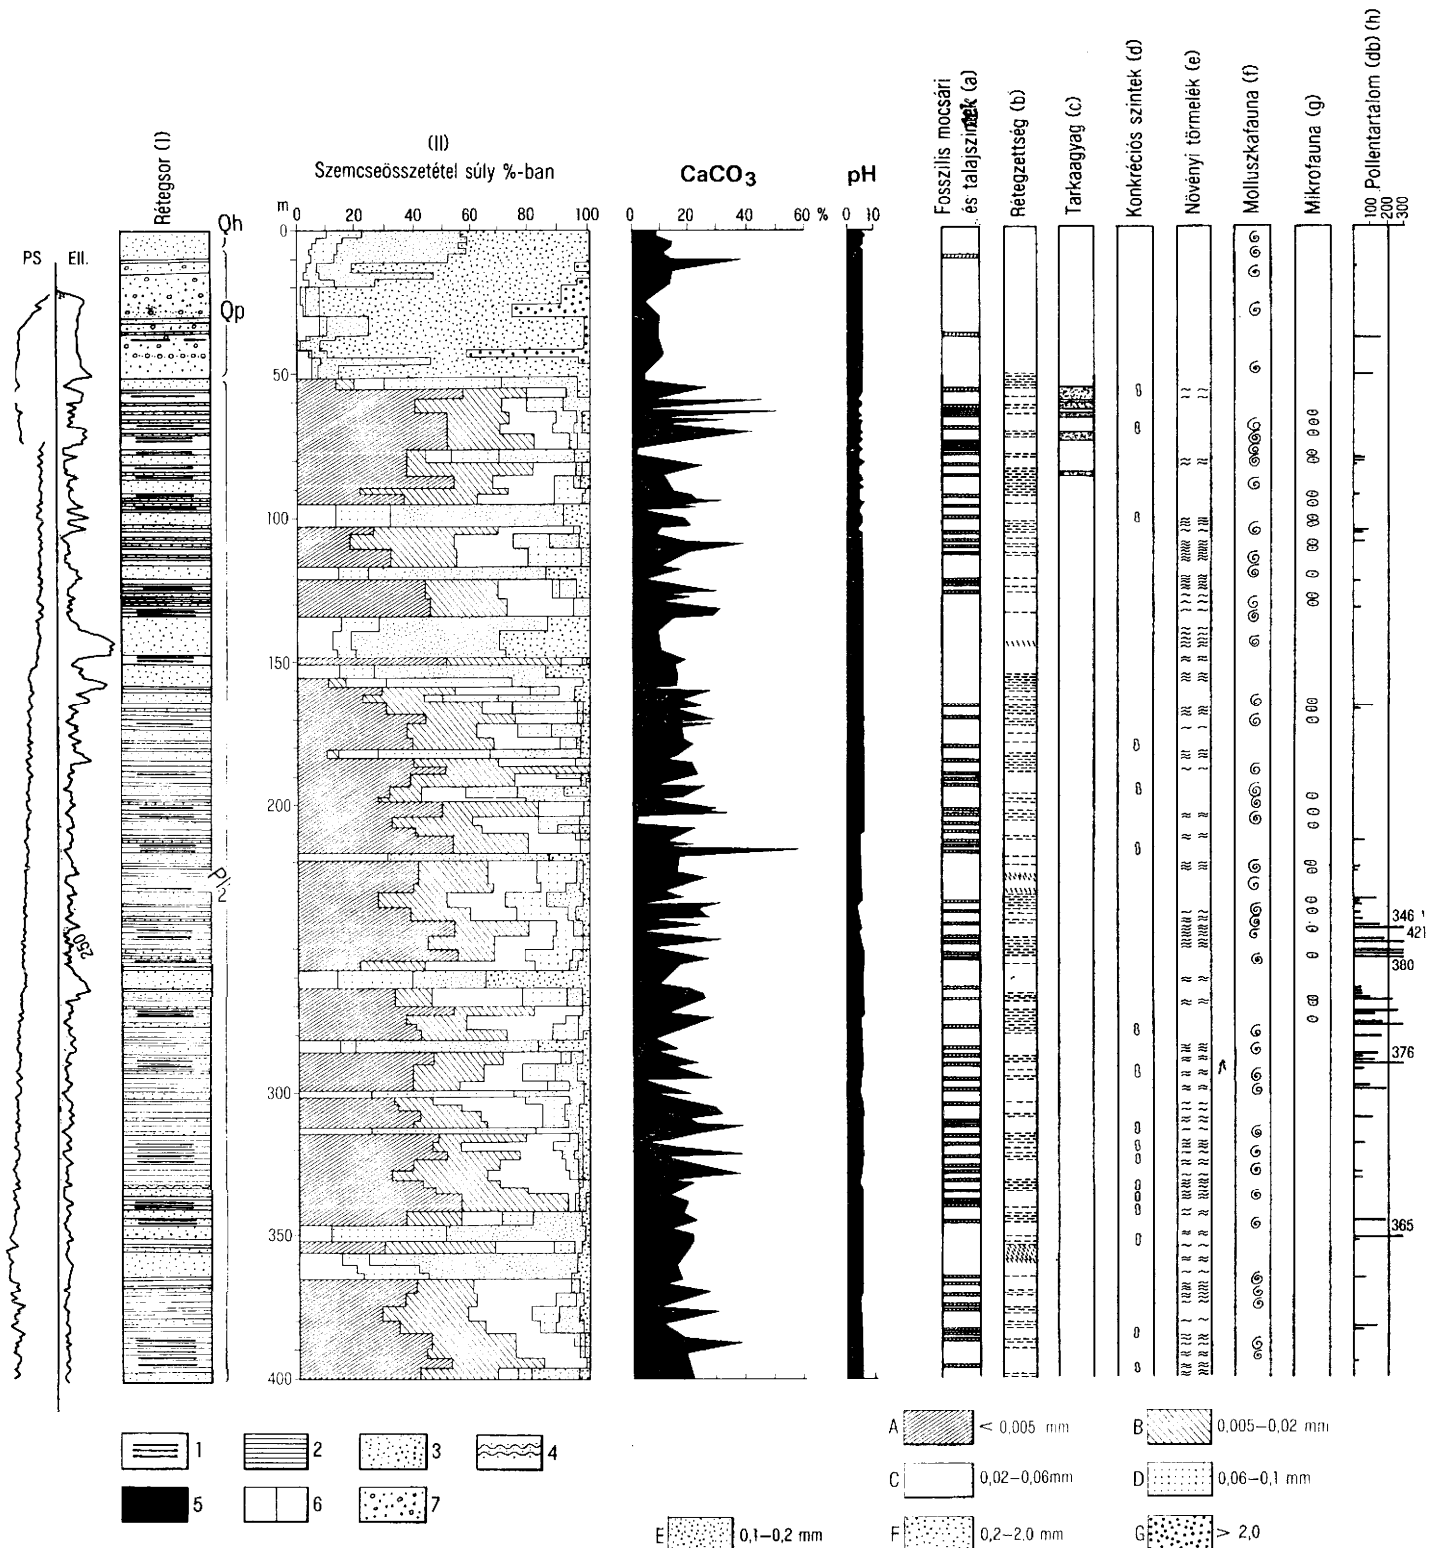 PS
Ell.
Rétegsor (I)
Qh
Qp
(II)
Szemcseösszetétel súly %-ban
m
0 20 40 60 80 100
0
50
100
150
200
250
300
350
400
CaCO₃
0 20 40 60 %
pH
0 10
Fosszilis mocsári
és talajszintek (a)
Rétegzettség (b)
Tarkaagyag (c)
Konkréciós szintek (d)
Növényi törmelék (e)
Molluszkafauna (f)
Mikrofauna (g)
Pollentartalom (db) (h)
100
200
300
250
346
421
380
376
365
1
2
3
4
5
6
7
A < 0,005 mm
B 0,005–0,02 mm
C 0,02–0,06mm
D 0,06–0,1 mm
E 0,1–0,2 mm
F 0,2–2,0 mm
G > 2,0